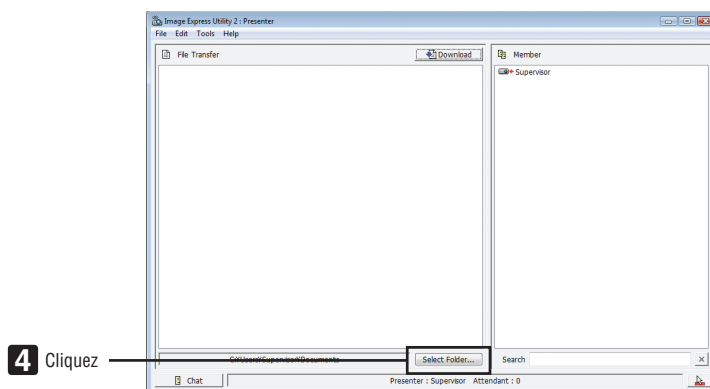 Image Express Utility 2 : Presenter
File Edit Tools Help
File Transfer
Download
Member
Supervisor
4 Cliquez
C:\Users\Supervisor\Documents
Select Folder...
Search
Chat
Presenter : Supervisor Attendant : 0